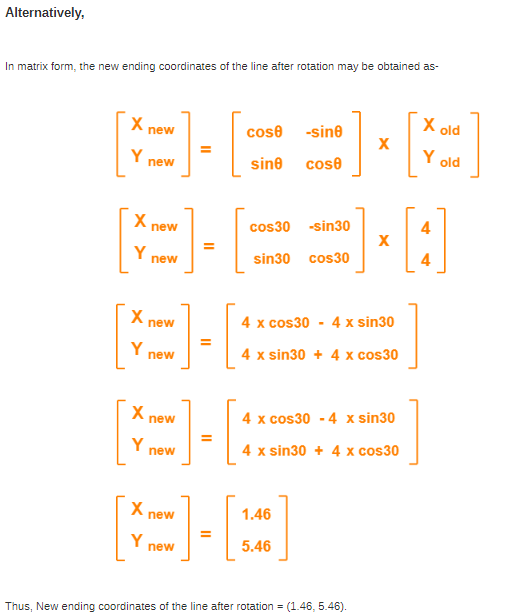 Alternatively,
In matrix form, the new ending coordinates of the line after rotation may be obtained as-
X new = cosθ -sinθ x X old
Y new sinθ cosθ Y old
X new = cos30 -sin30 x 4
Y new sin30 cos30 4
X new = 4 x cos30 - 4 x sin30
Y new 4 x sin30 + 4 x cos30
X new = 4 x cos30 - 4 x sin30
Y new 4 x sin30 + 4 x cos30
X new = 1.46
Y new 5.46
Thus, New ending coordinates of the line after rotation = (1.46, 5.46).